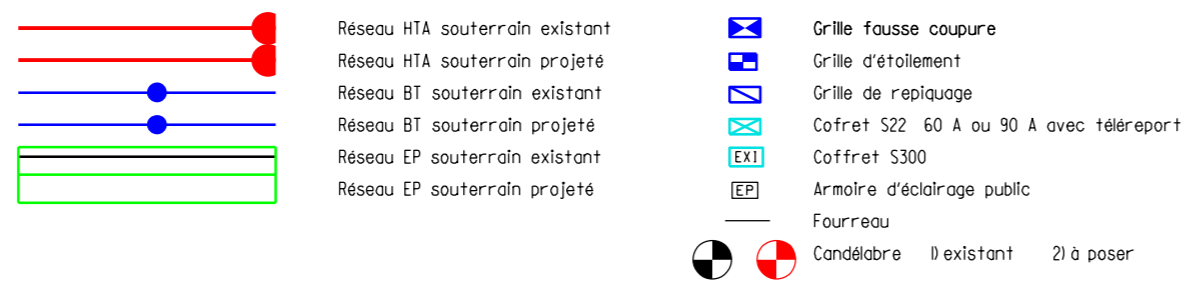 Réseau HTA souterrain existant
Réseau HTA souterrain projeté
Réseau BT souterrain existant
Réseau BT souterrain projeté
Réseau EP souterrain existant
Réseau EP souterrain projeté
Grille fausse coupure
Grille d'étoilement
Grille de repiquage
Cofret S22 60 A ou 90 A avec téléreport
EXI Coffret S300
EP Armoire d'éclairage public
Fourreau
Candélabre 1) existant 2) à poser